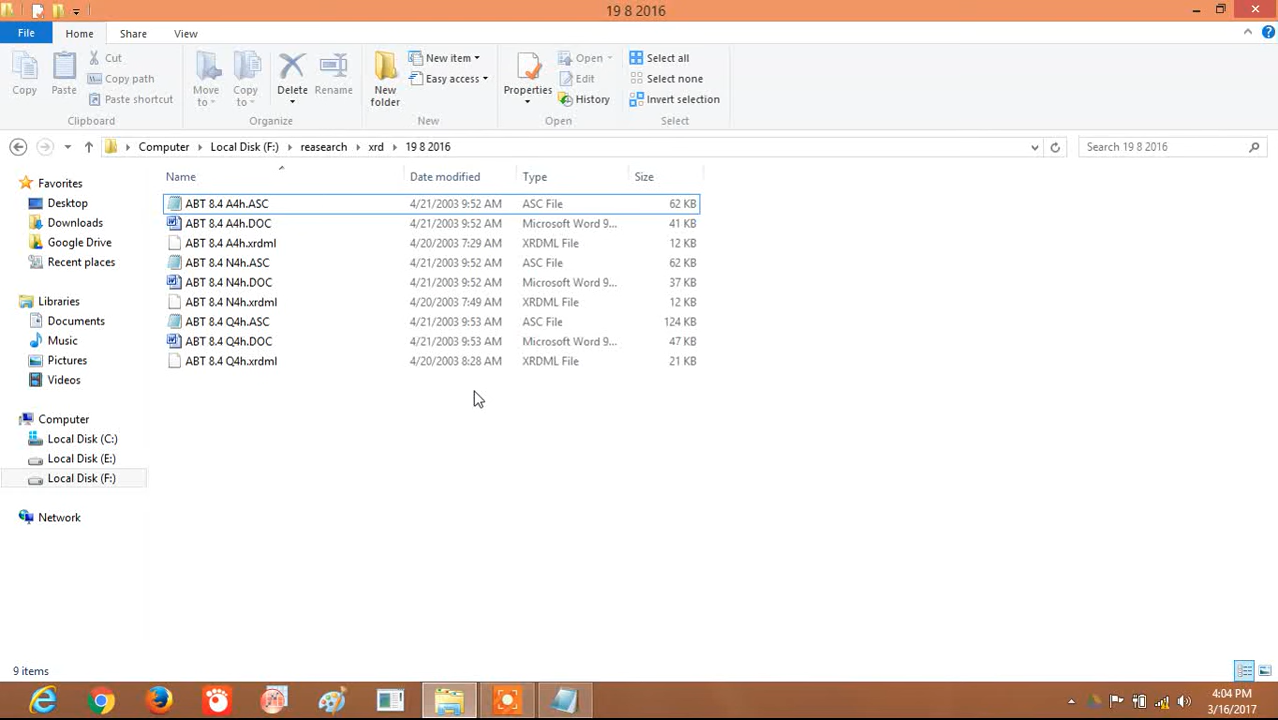 19 8 2016
File Home Share View
Copy
Paste
Cut
Copy path
Paste shortcut
Clipboard
Move to
Copy to
Delete
Rename
Organize
New folder
New item
Easy access
New
Properties
Open
Edit
History
Open
Select all
Select none
Invert selection
Select
Computer Local Disk (F:) reasearch xrd 19 8 2016
Search 19 8 2016
Favorites
Desktop
Downloads
Google Drive
Recent places
Libraries
Documents
Music
Pictures
Videos
Computer
Local Disk (C:)
Local Disk (E:)
Local Disk (F:)
Network
Name Date modified Type Size
ABT 8.4 A4h.ASC 4/21/2003 9:52 AM ASC File 62 KB
ABT 8.4 A4h.DOC 4/21/2003 9:52 AM Microsoft Word 9... 41 KB
ABT 8.4 A4h.xrdml 4/20/2003 7:29 AM XRDML File 12 KB
ABT 8.4 N4h.ASC 4/21/2003 9:52 AM ASC File 62 KB
ABT 8.4 N4h.DOC 4/21/2003 9:52 AM Microsoft Word 9... 37 KB
ABT 8.4 N4h.xrdml 4/20/2003 7:49 AM XRDML File 12 KB
ABT 8.4 Q4h.ASC 4/21/2003 9:53 AM ASC File 124 KB
ABT 8.4 Q4h.DOC 4/21/2003 9:53 AM Microsoft Word 9... 47 KB
ABT 8.4 Q4h.xrdml 4/20/2003 8:28 AM XRDML File 21 KB
9 items
4:04 PM
3/16/2017